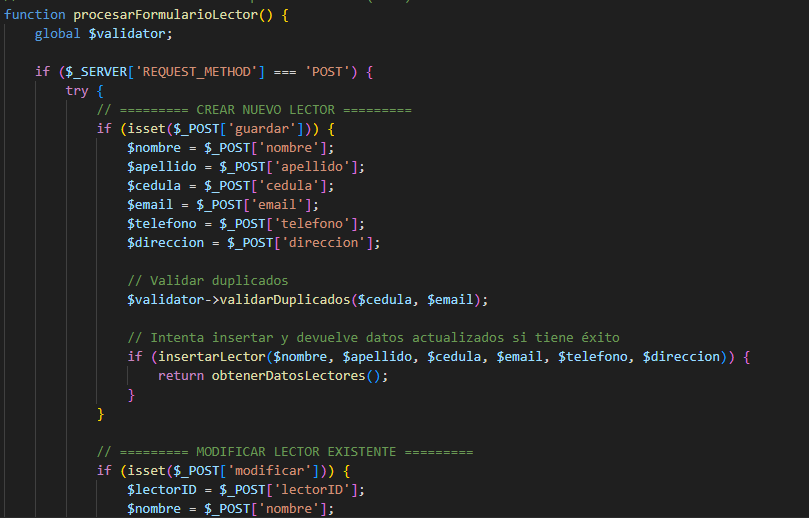 function procesarFormularioLector() {
    global $validator;

    if ($_SERVER['REQUEST_METHOD'] === 'POST') {
        try {
            // ========= CREAR NUEVO LECTOR =========
            if (isset($_POST['guardar'])) {
                $nombre = $_POST['nombre'];
                $apellido = $_POST['apellido'];
                $cedula = $_POST['cedula'];
                $email = $_POST['email'];
                $telefono = $_POST['telefono'];
                $direccion = $_POST['direccion'];

                // Validar duplicados
                $validator->validarDuplicados($cedula, $email);

                // Intenta insertar y devuelve datos actualizados si tiene éxito
                if (insertarLector($nombre, $apellido, $cedula, $email, $telefono, $direccion)) {
                    return obtenerDatosLectores();
                }
            }

            // ========= MODIFICAR LECTOR EXISTENTE =========
            if (isset($_POST['modificar'])) {
                $lectorID = $_POST['lectorID'];
                $nombre = $_POST['nombre'];